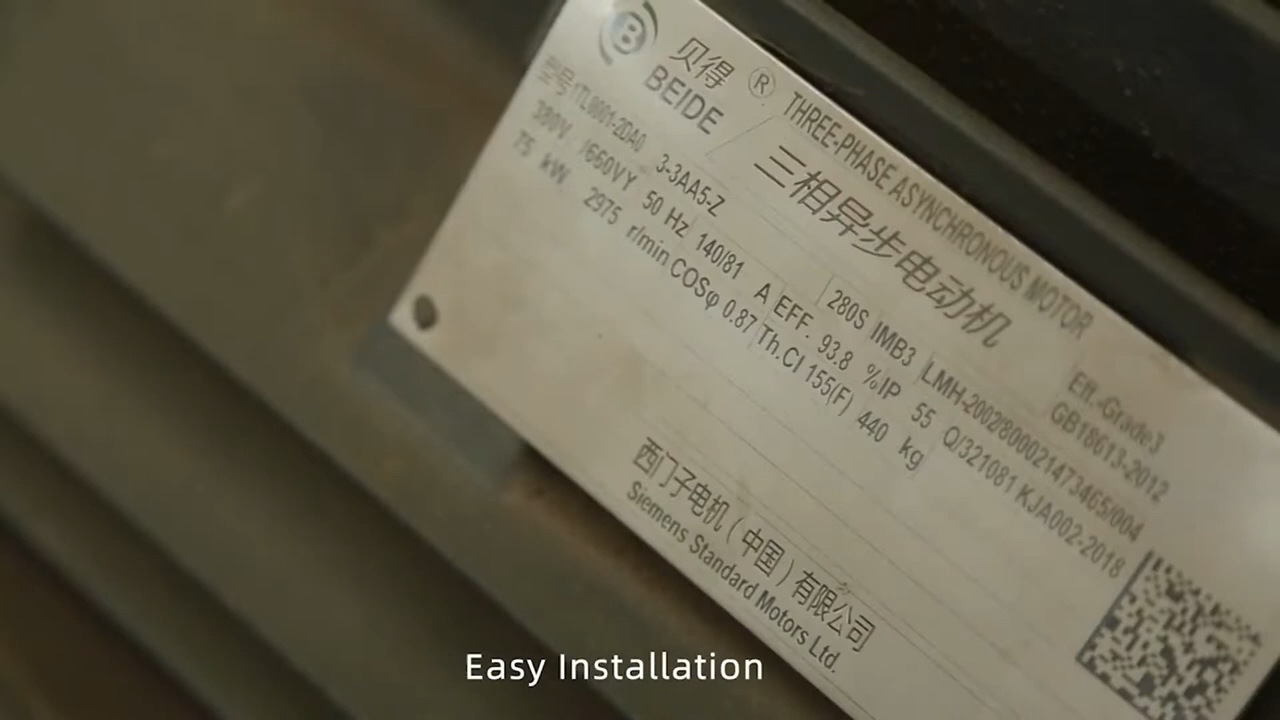 B
贝得 ®
BEIDE
THREE-PHASE ASYNCHRONOUS MOTOR
三相异步电动机
Eff.-Grade3
GB18613-2012
型号 1TL0001-2DA0 3-3AA5-Z 280S IMB3 LMH-2002800021473465/004
380V /660VY 50 Hz 140/81 A EFF. 93.8 %IP 55 Q/321081 KJA002-2018
75 kW 2975 r/min COSφ 0.87 Th.Cl 155(F) 440 kg
西门子电机(中国)有限公司
Siemens Standard Motors Ltd.
Easy Installation